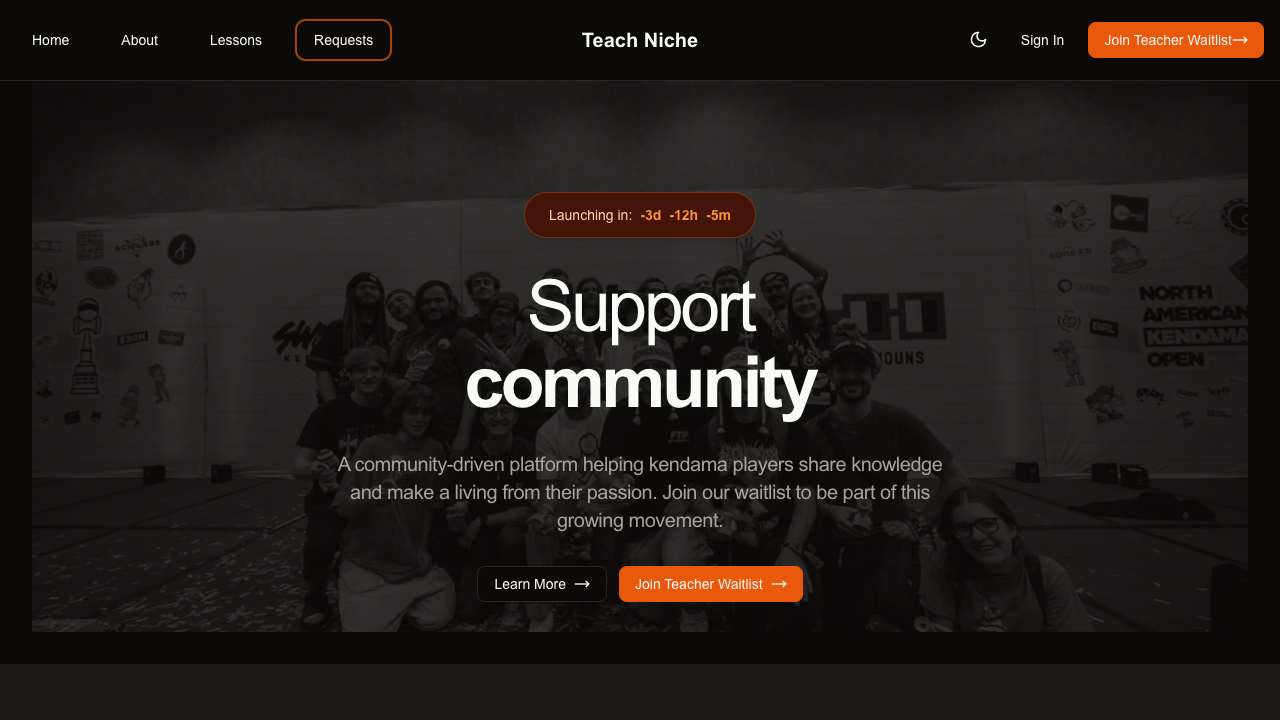 Home
About
Lessons
Requests
Teach Niche
Sign In
Join Teacher Waitlist
Launching in: -3d -12h -5m
Support
community
A community-driven platform helping kendama players share knowledge
and make a living from their passion. Join our waitlist to be part of this
growing movement.
Learn More
Join Teacher Waitlist
NORTH
AMERICAN
KENDAMA
OPEN
KROM
FTP